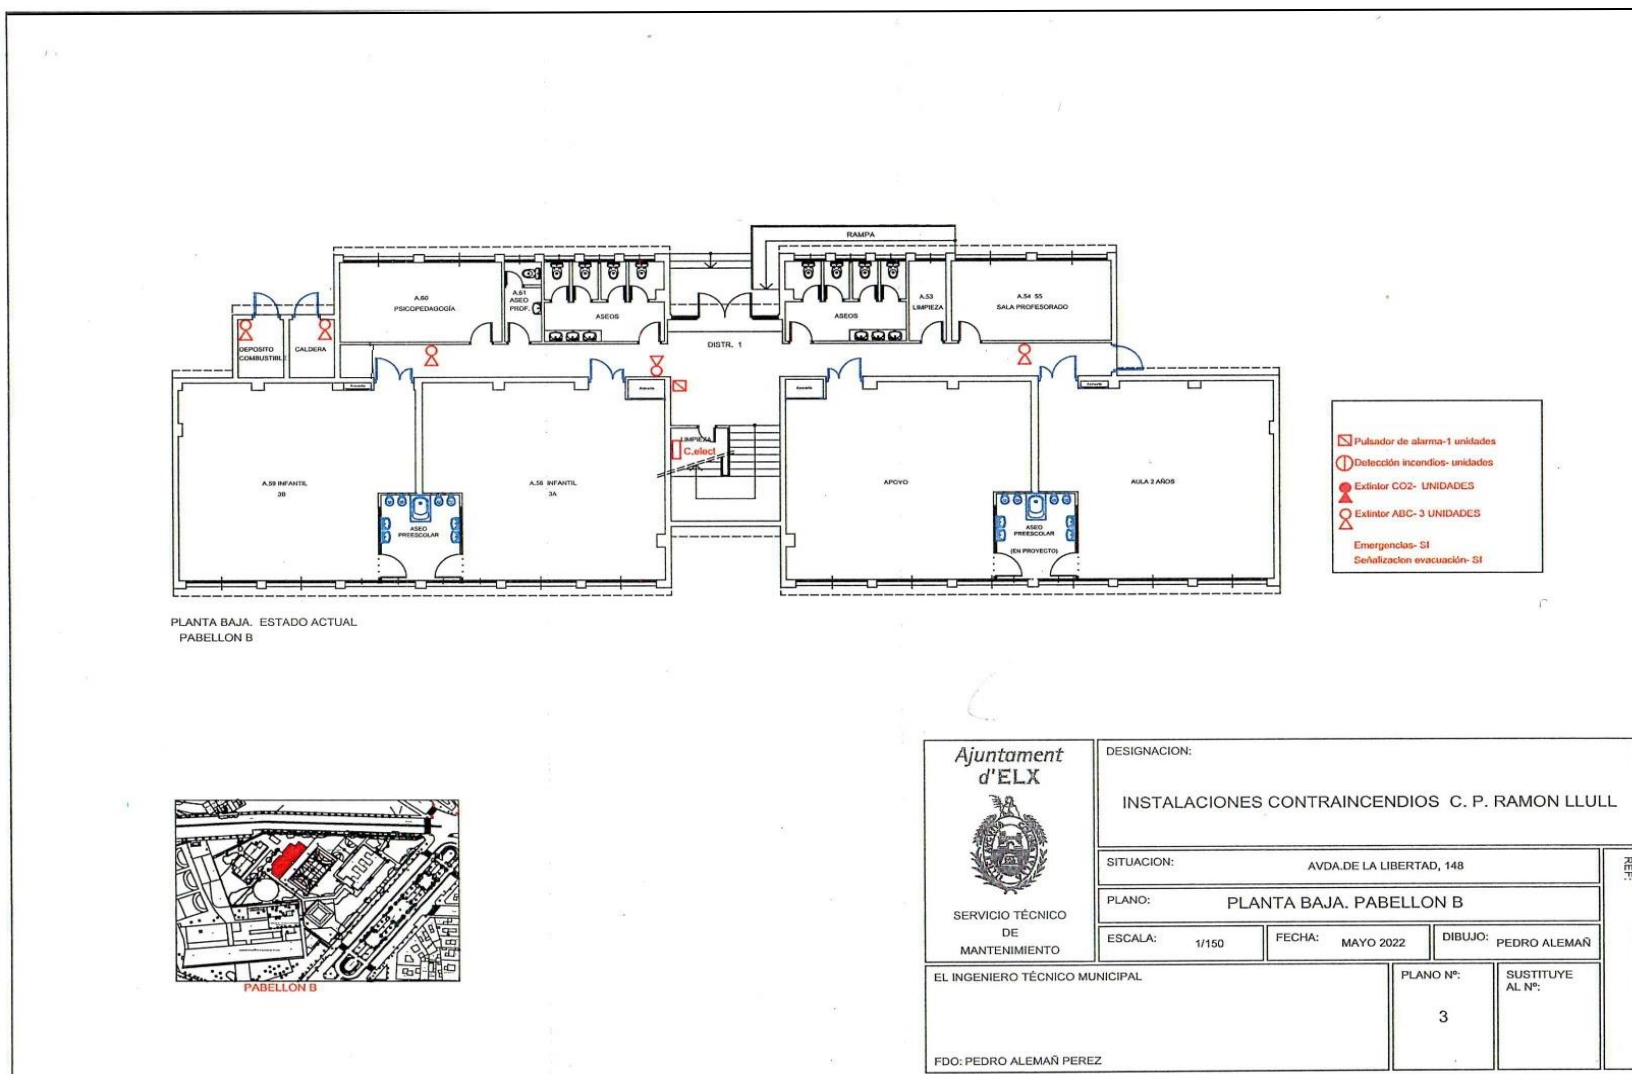 RAMPA
A.60
PSICOPEDAGOGÍA
A.61
ASEO
PROF.
ASEOS
ASEOS
A.53
LIMPIEZA
A.54 55
SALA PROFESORADO
DEPOSITO
COMBUSTIBLE
CALDERA
DISTR. 1
LIMPIEZA
C.elect
A.59 INFANTIL
3B
A.58 INFANTIL
3A
APOYO
AULA 2 AÑOS
ASEO
PREESCOLAR
ASEO
PREESCOLAR
(EN PROYECTO)
Pulsador de alarma-1 unidades
Detección incendios- unidades
Extintor CO2- UNIDADES
Extintor ABC- 3 UNIDADES
Emergencias- SI
Señalizacion evacuación- SI
PLANTA BAJA. ESTADO ACTUAL
PABELLON B
PABELLON B
Ajuntament
d'ELX
SERVICIO TÉCNICO
DE
MANTENIMIENTO
DESIGNACION:
INSTALACIONES CONTRAINCENDIOS C. P. RAMON LLULL
SITUACION: AVDA.DE LA LIBERTAD, 148
REF:
PLANO: PLANTA BAJA. PABELLON B
ESCALA: 1/150
FECHA: MAYO 2022
DIBUJO: PEDRO ALEMAÑ
EL INGENIERO TÉCNICO MUNICIPAL
FDO: PEDRO ALEMAÑ PEREZ
PLANO Nº:
3
SUSTITUYE
AL Nº: